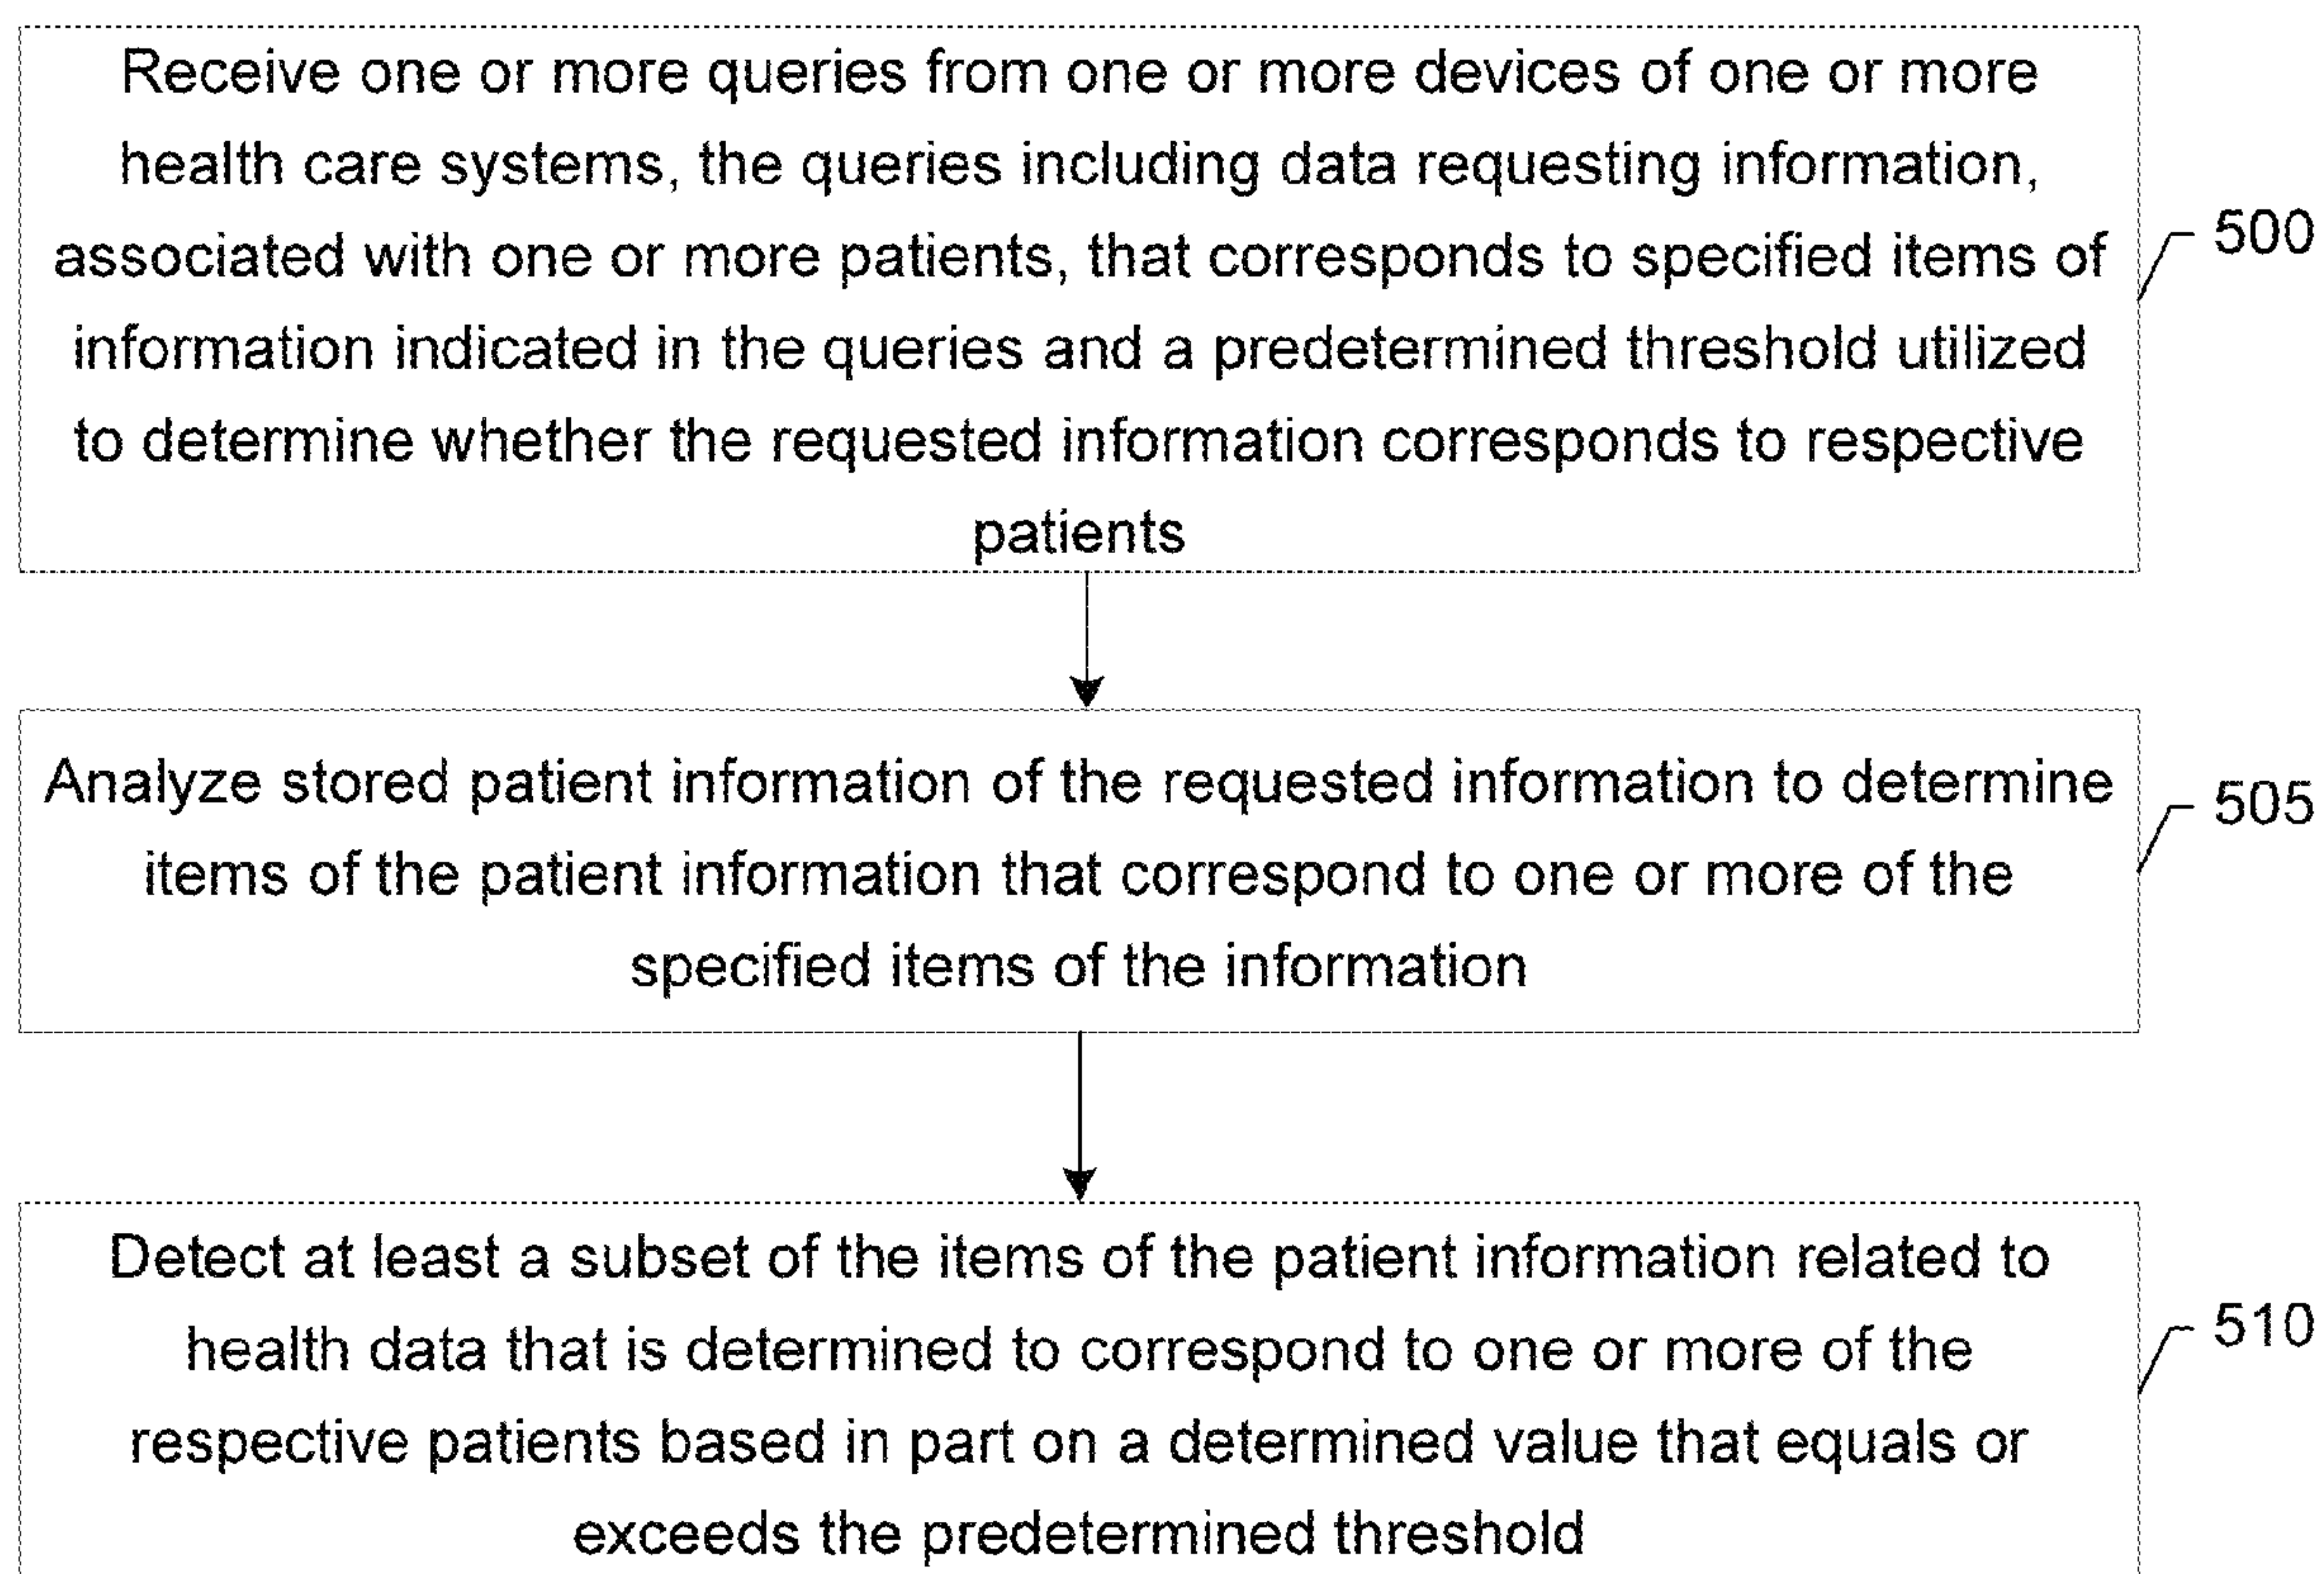 Receive one or more queries from one or more devices of one or more
health care systems, the queries including data requesting information,
associated with one or more patients, that corresponds to specified items of
information indicated in the queries and a predetermined threshold utilized
to determine whether the requested information corresponds to respective
patients
500
Analyze stored patient information of the requested information to determine
items of the patient information that correspond to one or more of the
specified items of the information
505
Detect at least a subset of the items of the patient information related to
health data that is determined to correspond to one or more of the
respective patients based in part on a determined value that equals or
exceeds the predetermined threshold
510